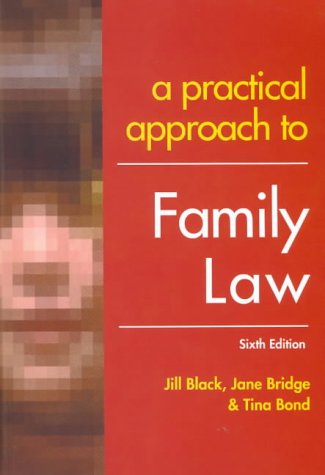 a practical
approach to
Family
Law
Sixth Edition
Jill Black, Jane Bridge
& Tina Bond